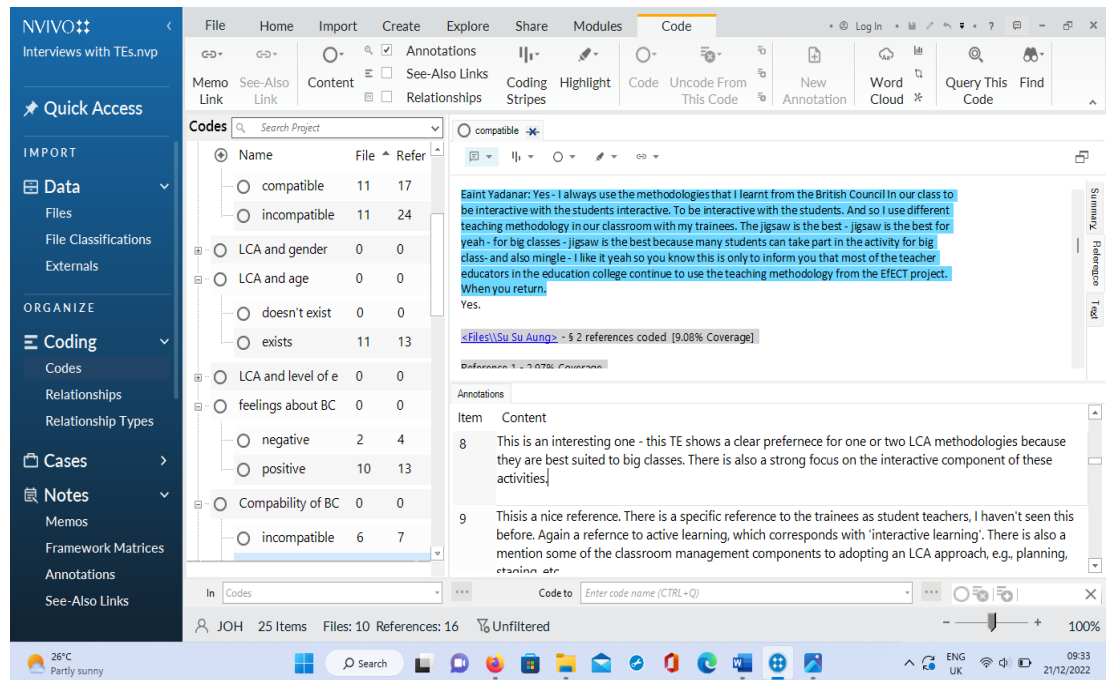 NVIVO
File Home Import Create Explore Share Modules Code Log In ?
Interviews with TEs.nvp
Annotations
See-Also Links
Relationships
Memo Link
See-Also Link
Content
Coding Stripes
Highlight
Code
Uncode From This Code
New Annotation
Word Cloud
Query This Code
Find
Quick Access
IMPORT
Data
Files
File Classifications
Externals
ORGANIZE
Coding
Codes
Relationships
Relationship Types
Cases
Notes
Memos
Framework Matrices
Annotations
See-Also Links
Codes Search Project
Name File Refer
compatible 11 17
incompatible 11 24
LCA and gender 0 0
LCA and age 0 0
doesn't exist 0 0
exists 11 13
LCA and level of e 0 0
feelings about BC 0 0
negative 2 4
positive 10 13
Compability of BC 0 0
incompatible 6 7
compatible
Eaint Yadanar: Yes - I always use the methodologies that I learnt from the British Council In our class to
be interactive with the students interactive. To be interactive with the students. And so I use different
teaching methodology in our classroom with my trainees. The jigsaw is the best - jigsaw is the best for
yeah - for big classes - jigsaw is the best because many students can take part in the activity for big
class- and also mingle - I like it yeah so you know this is only to inform you that most of the teacher
educators in the education college continue to use the teaching methodology from the EfECT project.
When you return.
Yes.
<Files\\Su Su Aung> - § 2 references coded [9.08% Coverage]
Reference 1 - 2.97% Coverage
Summary
Reference
Text
Annotations
Item Content
8 This is an interesting one - this TE shows a clear prefernece for one or two LCA methodologies because
they are best suited to big classes. There is also a strong focus on the interactive component of these
activities.
9 Thisis a nice reference. There is a specific reference to the trainees as student teachers, I haven't seen this
before. Again a refernce to active learning, which corresponds with 'interactive learning'. There is also a
mention some of the classroom management components to adopting an LCA approach, e.g., planning,
staging, etc
In Codes Code to Enter code name (CTRL+Q)
JOH 25 Items Files: 10 References: 16 Unfiltered 100%
26°C
Partly sunny
Search
ENG
UK
09:33
21/12/2022